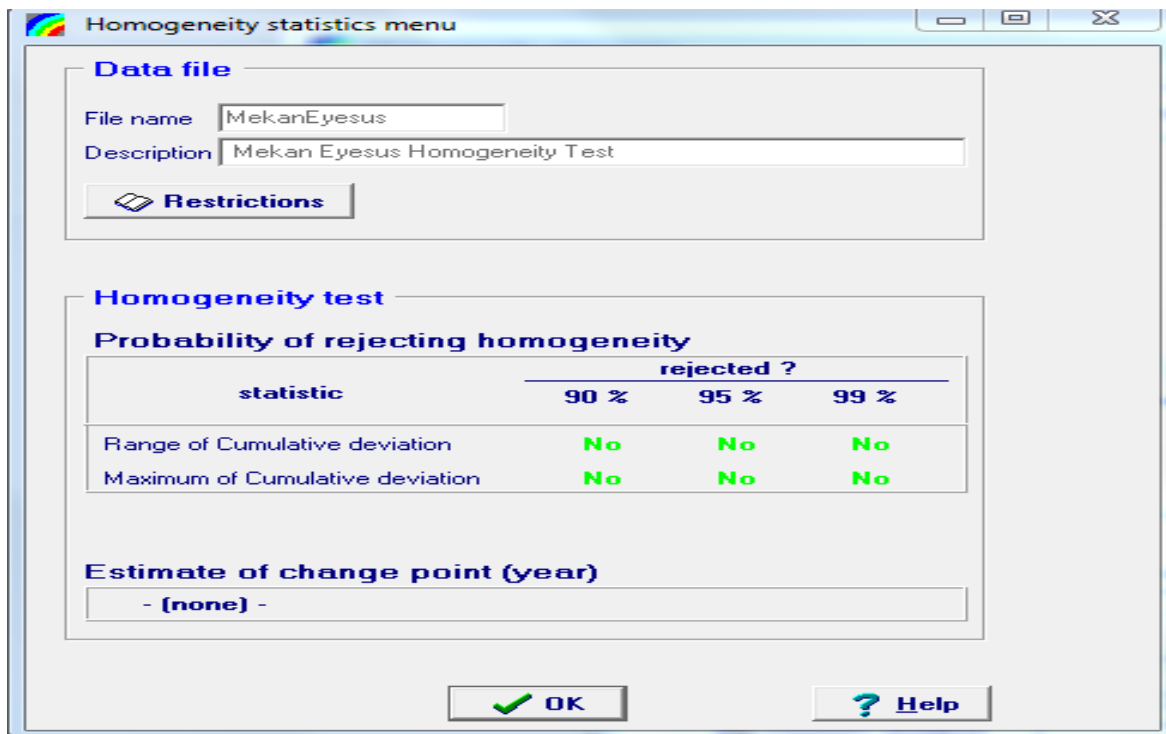 Homogeneity statistics menu
Data file
File name MekanEyesus
Description Mekan Eyesus Homogeneity Test
Restrictions
Homogeneity test
Probability of rejecting homogeneity
rejected ?
statistic 90 % 95 % 99 %
Range of Cumulative deviation No No No
Maximum of Cumulative deviation No No No
Estimate of change point (year)
- (none) -
OK Help